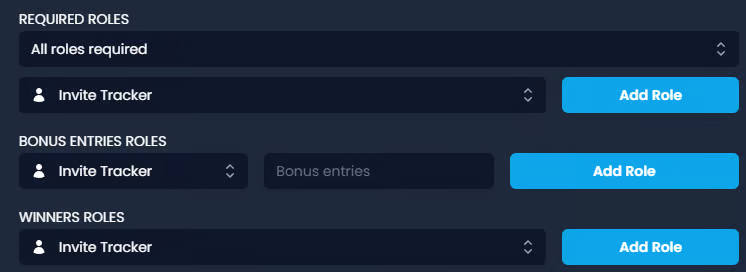 REQUIRED ROLES
All roles required
Invite Tracker Add Role
BONUS ENTRIES ROLES
Invite Tracker Bonus entries Add Role
WINNERS ROLES
Invite Tracker Add Role